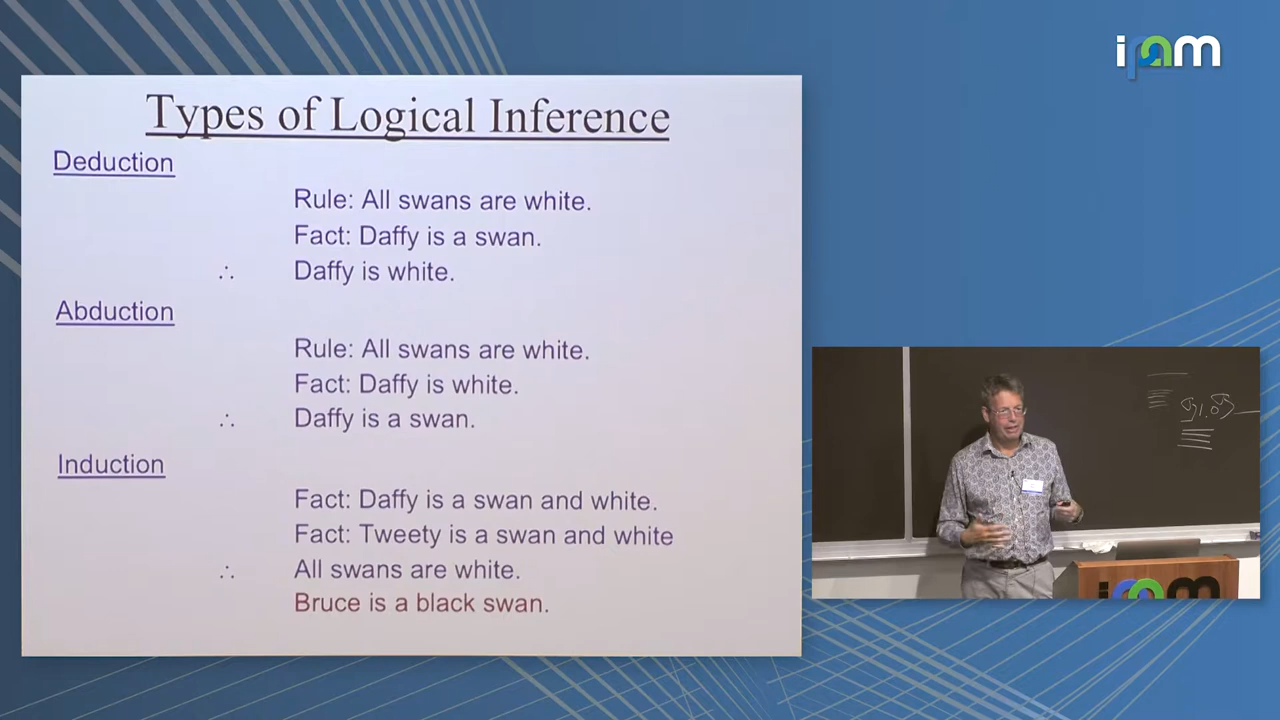 ipam
Types of Logical Inference
Deduction
Rule: All swans are white.
Fact: Daffy is a swan.
∴ Daffy is white.
Abduction
Rule: All swans are white.
Fact: Daffy is white.
∴ Daffy is a swan.
Induction
Fact: Daffy is a swan and white.
Fact: Tweety is a swan and white
∴ All swans are white.
Bruce is a black swan.
ipam